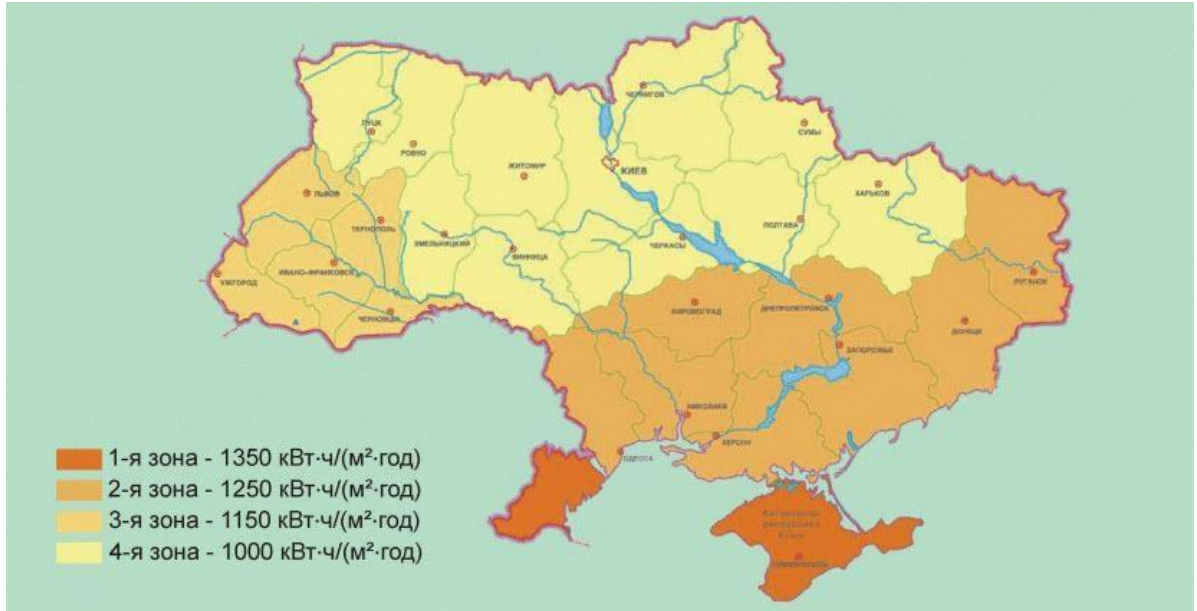 ЧЕРНИГОВ
ЛУЦК
СУМЫ
РОВНО
ЖИТОМИР
КИЕВ
ЛЬВОВ
ХАРЬКОВ
ТЕРНОПОЛЬ
ПОЛТАВА
ХМЕЛЬНИЦКИЙ
ЧЕРКАСЫ
ВИННИЦА
ИВАНО-ФРАНКОВСК
УЖГОРОД
ЛУГАНСК
КИРОВОГРАД
ДНЕПРОПЕТРОВСК
ЧЕРНОВЦЫ
ДОНЕЦК
ЗАПОРОЖЬЕ
НИКОЛАЕВ
ХЕРСОН
ОДЕССА
1-я зона - 1350 кВт·ч/(м²·год)
2-я зона - 1250 кВт·ч/(м²·год)
3-я зона - 1150 кВт·ч/(м²·год)
4-я зона - 1000 кВт·ч/(м²·год)
СИМФЕРОПОЛЬ